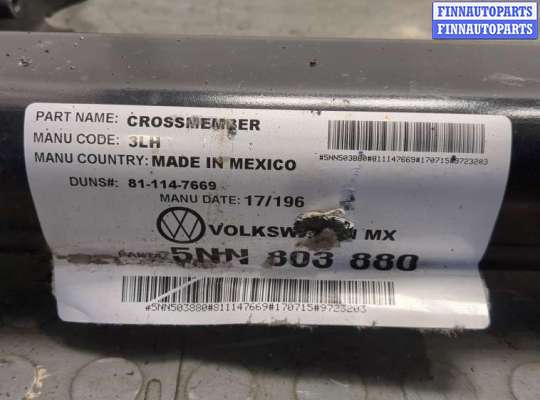 FINNAUTOPARTS
FINNAUTOPARTS
PART NAME: CROSSMEMBER
MANU CODE: 3LH
MANU COUNTRY: MADE IN MEXICO
DUNS#: 81-114-7669
MANU DATE: 17/196
#5NN503880#811147669#170715#9723203
MX
5NN 803 880
#5NN503880#811147669#170715#9723203